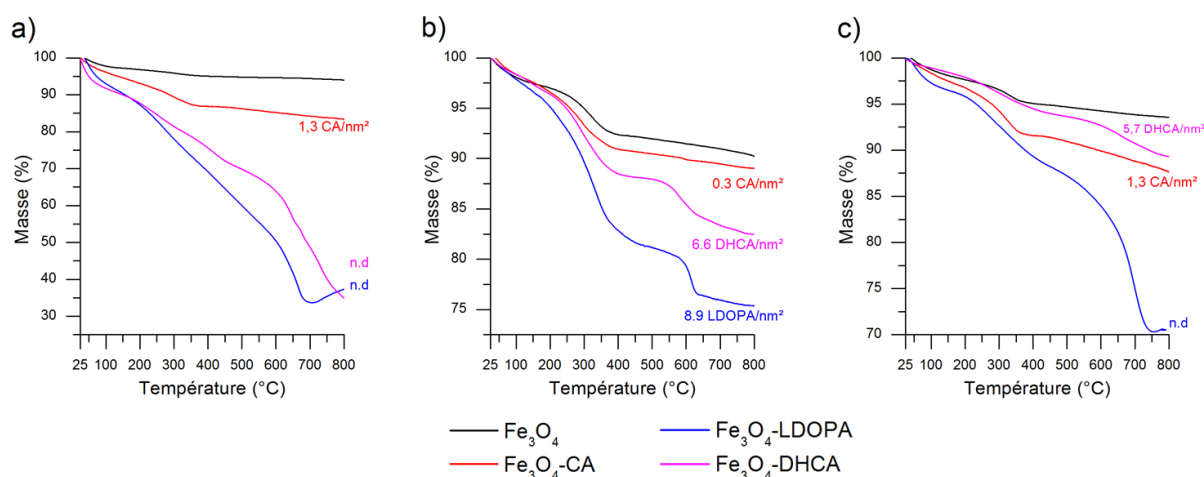 a)
100
90
80
70
60
50
40
30
Masse (%)
1,3 CA/nm²
n.d
n.d
25 100 200 300 400 500 600 700 800
Température (°C)
b)
100
95
90
85
80
75
Masse (%)
0.3 CA/nm²
6.6 DHCA/nm²
8.9 LDOPA/nm²
25 100 200 300 400 500 600 700 800
Température (°C)
c)
100
95
90
85
80
75
70
Masse (%)
5,7 DHCA/nm²
1,3 CA/nm²
n.d
25 100 200 300 400 500 600 700 800
Température (°C)
Fe₃O₄
Fe₃O₄-LDOPA
Fe₃O₄-CA
Fe₃O₄-DHCA